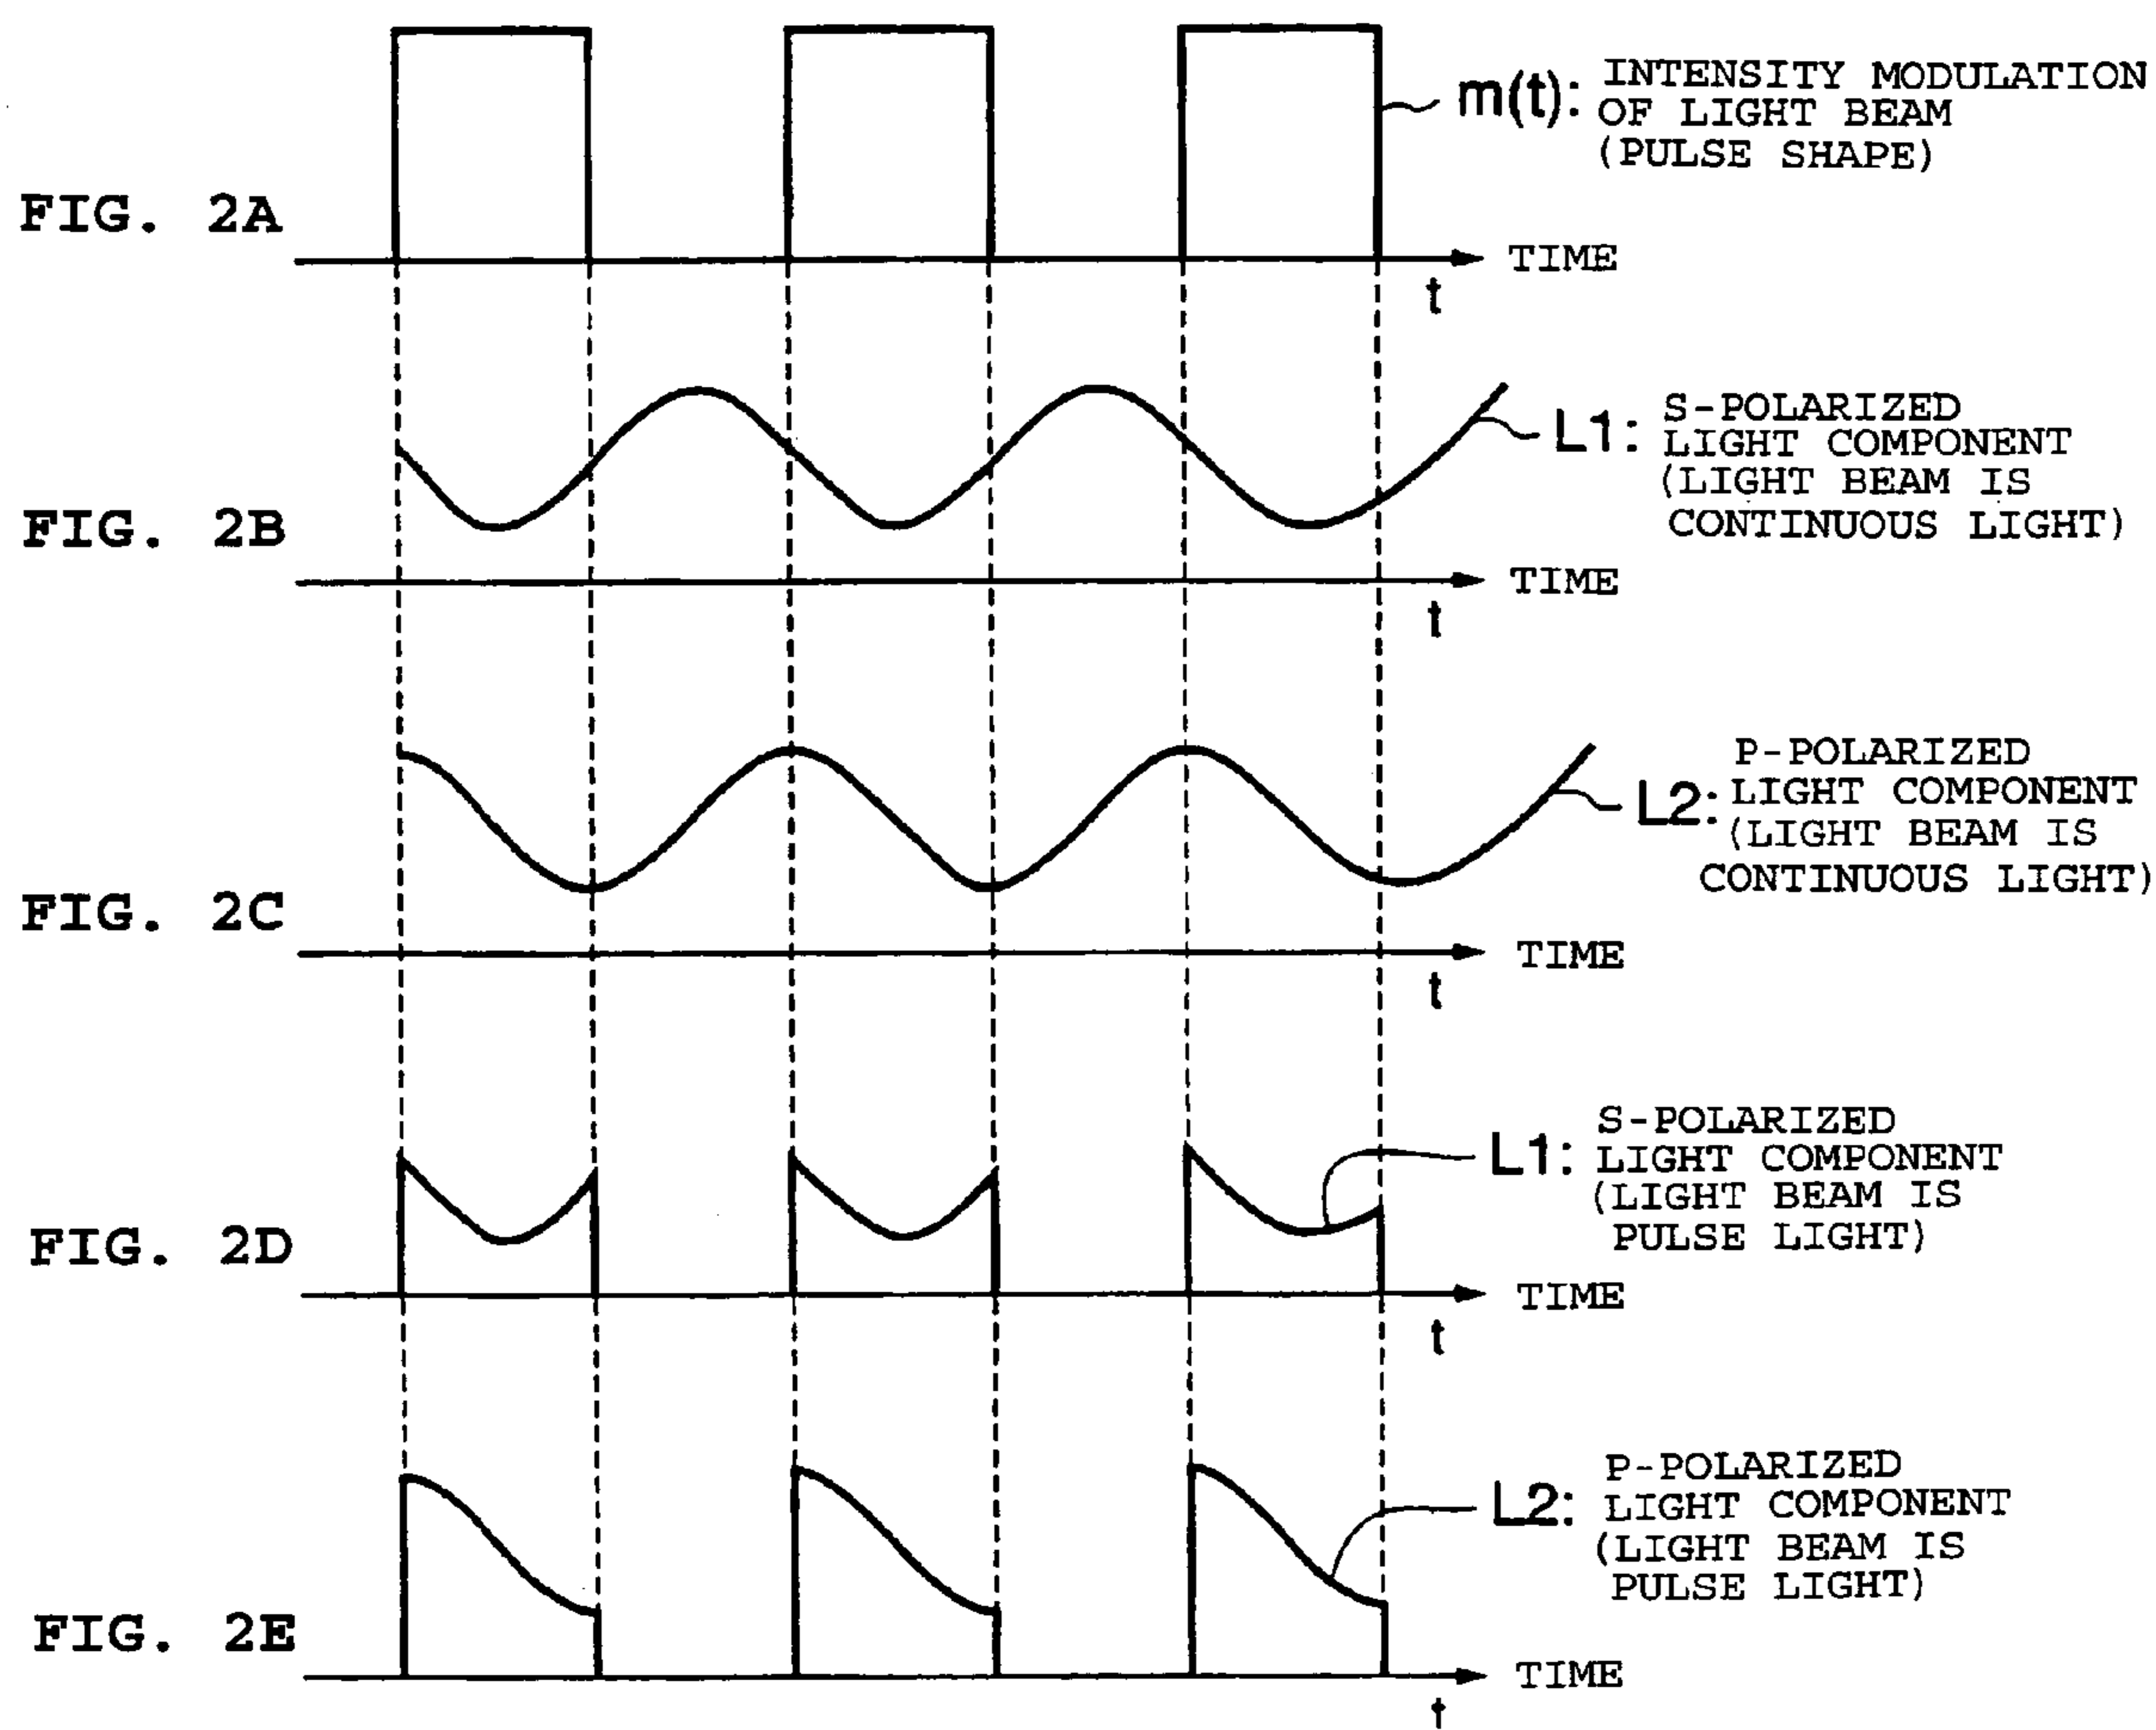 m(t): INTENSITY MODULATION
OF LIGHT BEAM
(PULSE SHAPE)
FIG. 2A
TIME
t
L1: S-POLARIZED
LIGHT COMPONENT
(LIGHT BEAM IS
CONTINUOUS LIGHT)
FIG. 2B
TIME
t
P-POLARIZED
L2: LIGHT COMPONENT
(LIGHT BEAM IS
CONTINUOUS LIGHT)
FIG. 2C
TIME
t
S-POLARIZED
L1: LIGHT COMPONENT
(LIGHT BEAM IS
PULSE LIGHT)
FIG. 2D
TIME
t
P-POLARIZED
L2: LIGHT COMPONENT
(LIGHT BEAM IS
PULSE LIGHT)
FIG. 2E
TIME
t